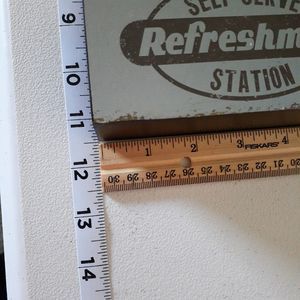 SELF SERVE
Refreshm
STATION
9
10
11
12
13
14
1 2 3 4
FISKARS
30 29 28 27 26 25 24 23 22 21 20